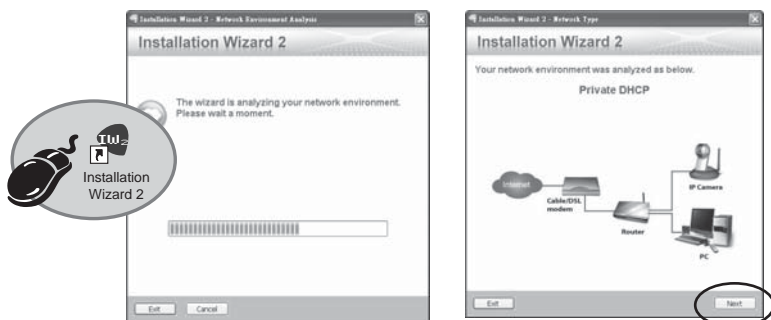 Installation Wizard 2 - Network Environment Analysis
Installation Wizard 2
The wizard is analyzing your network environment.
Please wait a moment.
IW2
Installation
Wizard 2
Exit
Cancel
Installation Wizard 2 - Network Type
Installation Wizard 2
Your network environment was analyzed as below.
Private DHCP
Internet
Cable/DSL
modem
Router
IP Camera
PC
Exit
Next